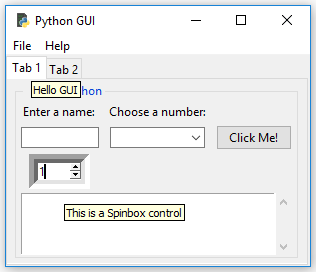 Python GUI
File Help
Tab 1 Tab 2
Hello GUI
hon
Enter a name: Choose a number:
Click Me!
1
This is a Spinbox control